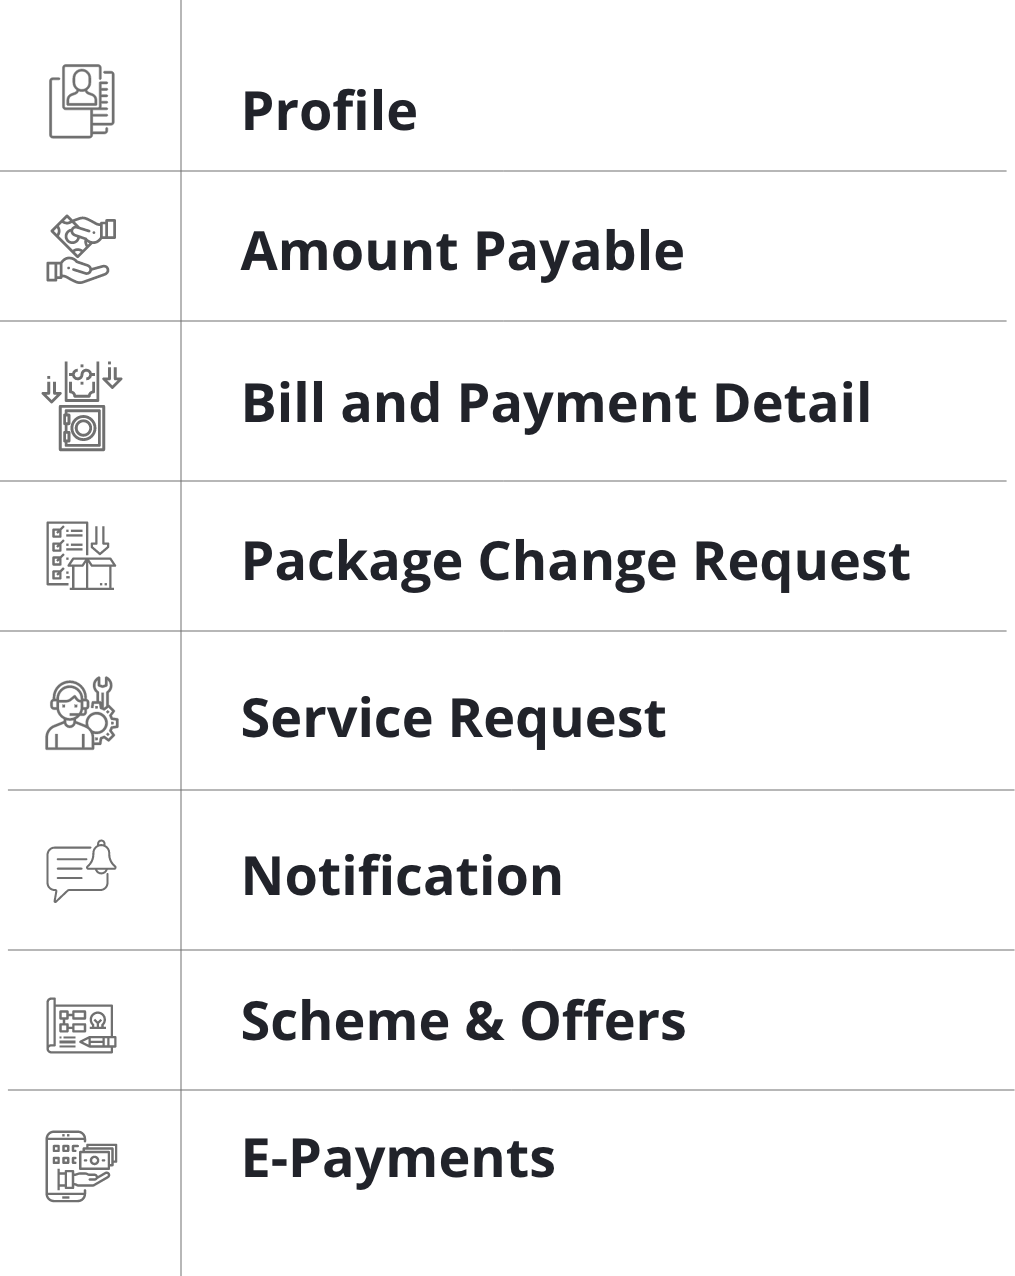 Profile
Amount Payable
Bill and Payment Detail
Package Change Request
Service Request
Notification
Scheme & Offers
E-Payments